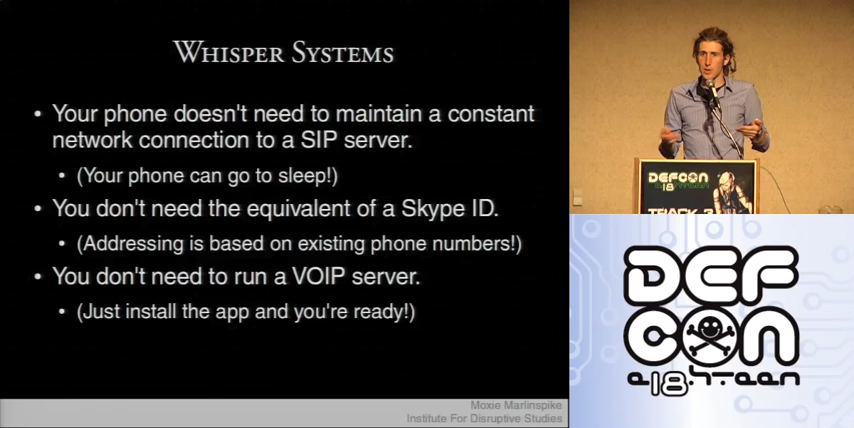 WHISPER SYSTEMS
• Your phone doesn't need to maintain a constant
network connection to a SIP server.
• (Your phone can go to sleep!)
• You don't need the equivalent of a Skype ID.
• (Addressing is based on existing phone numbers!)
• You don't need to run a VOIP server.
• (Just install the app and you're ready!)
Moxie Marlinspike
Institute For Disruptive Studies
DEFCON
18
TRACK 3
DEF
CON
e18hteen